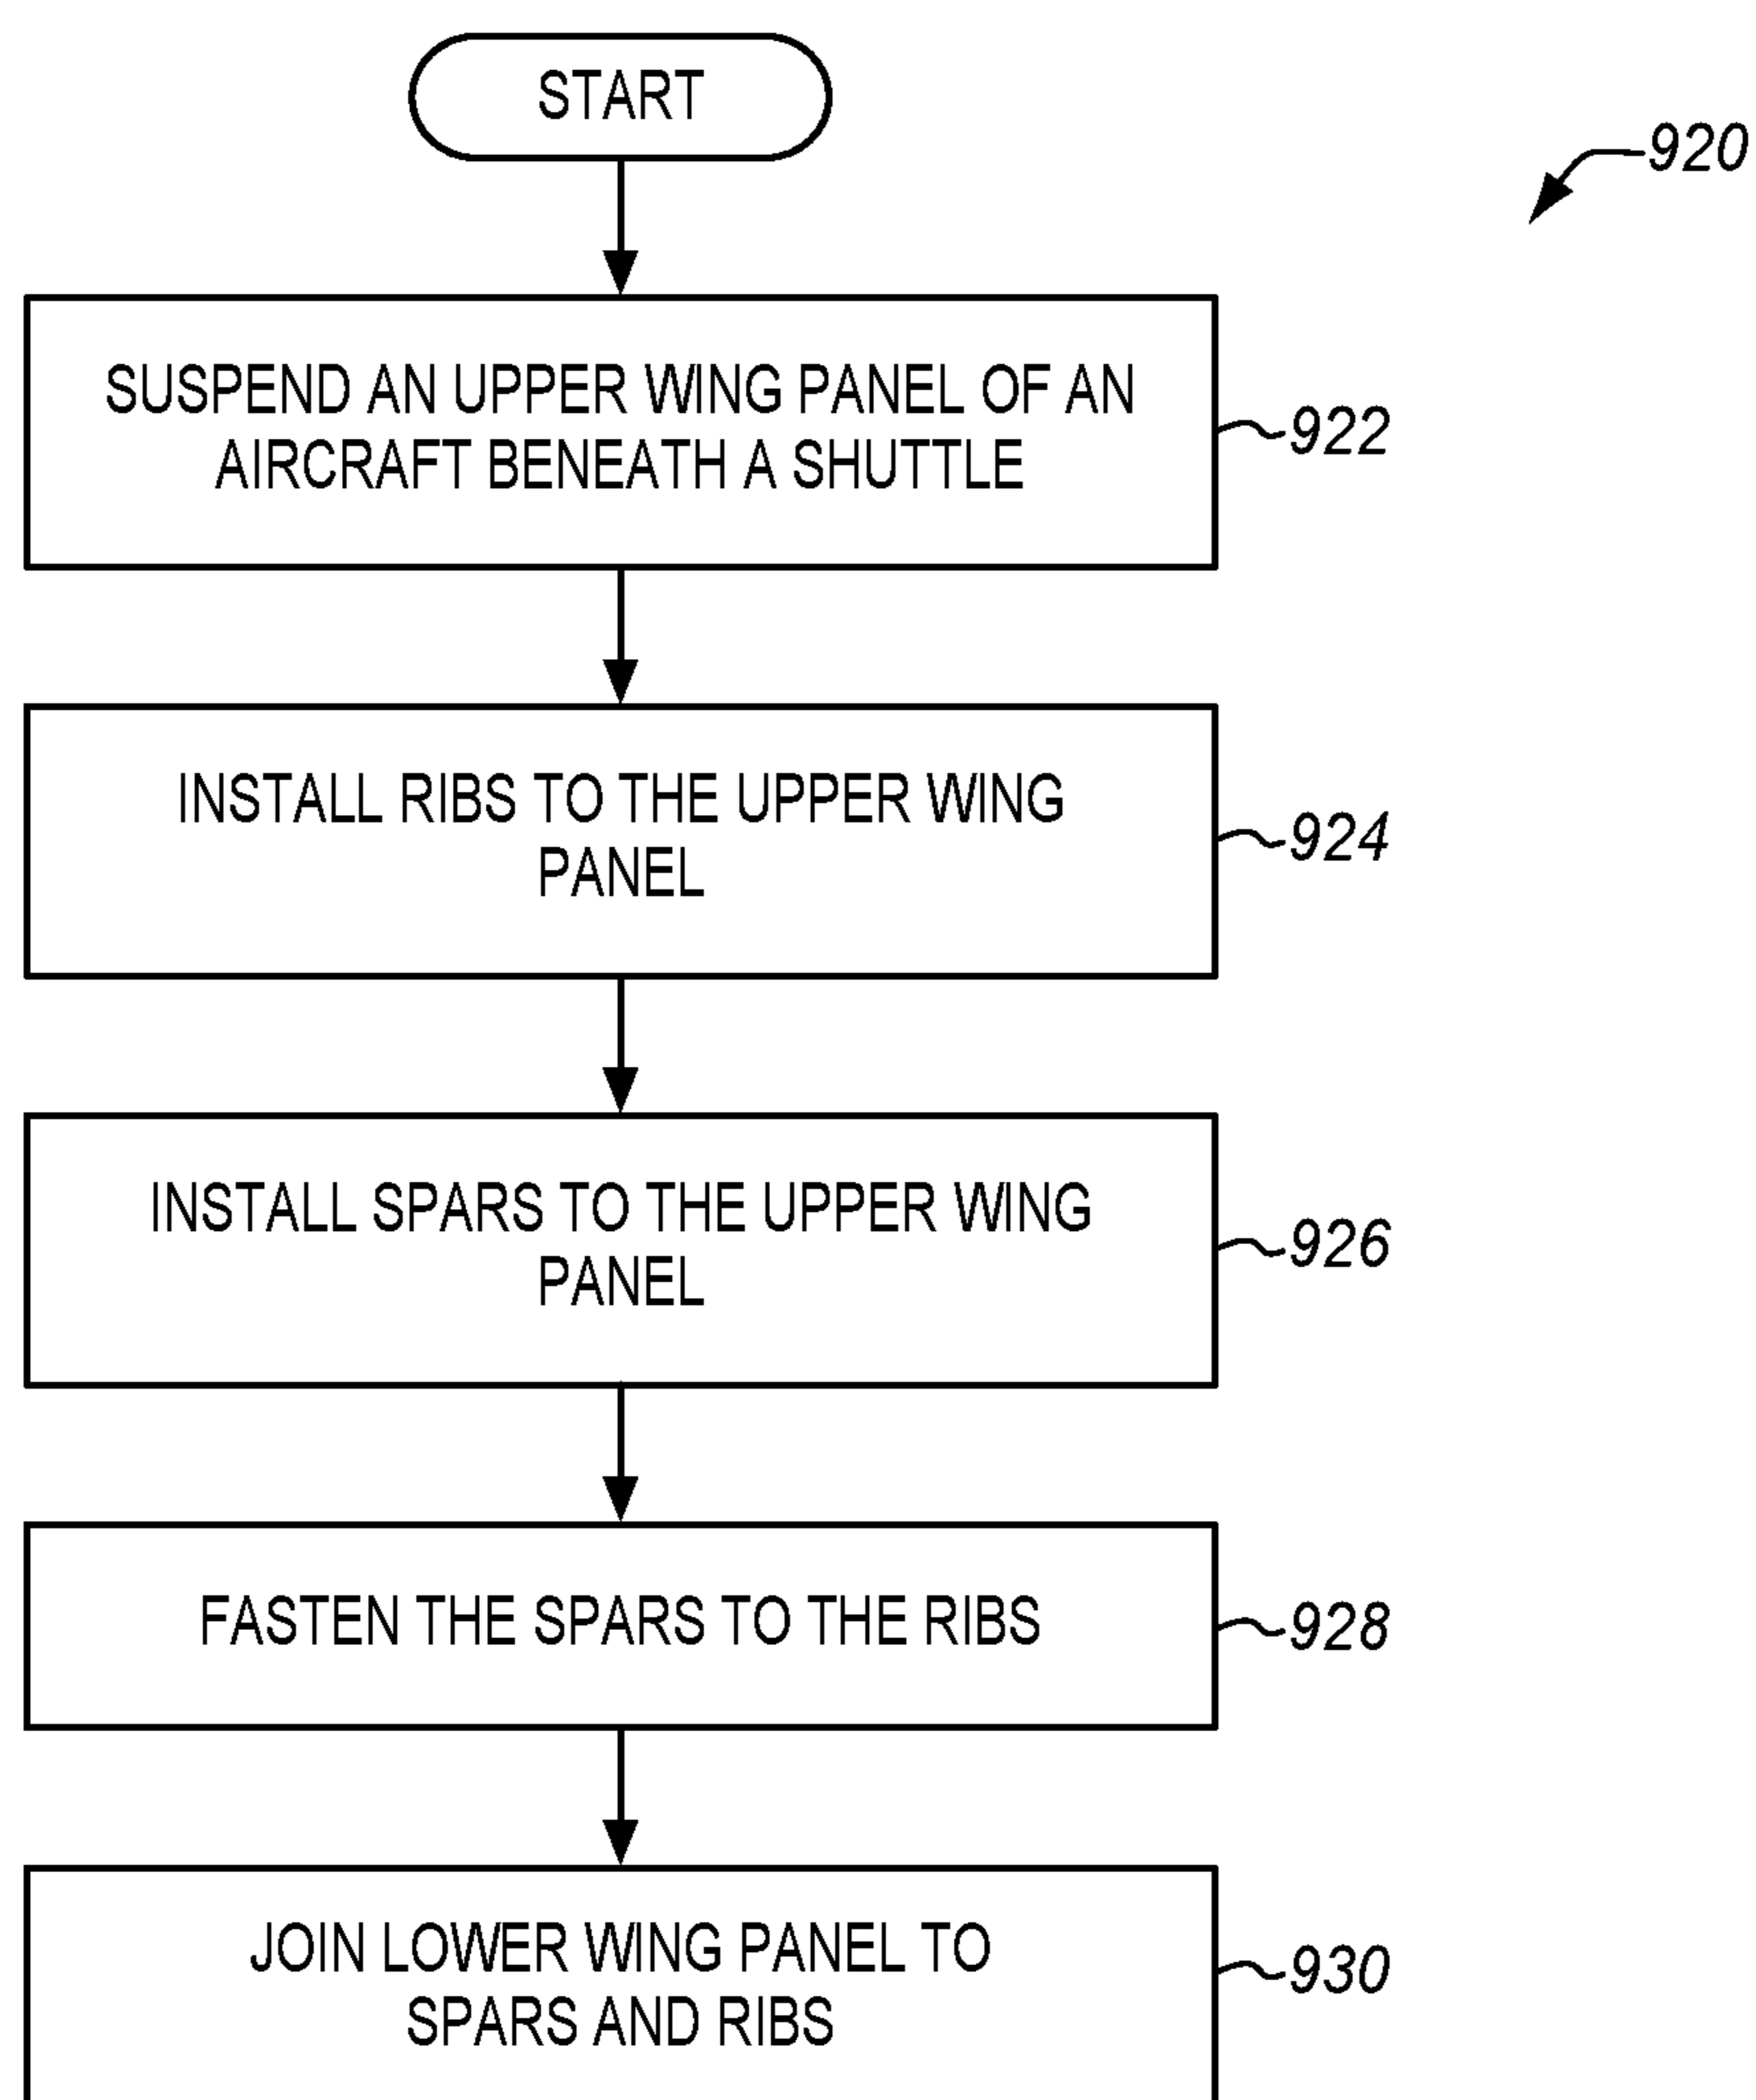 START
920
SUSPEND AN UPPER WING PANEL OF AN
AIRCRAFT BENEATH A SHUTTLE
922
INSTALL RIBS TO THE UPPER WING
PANEL
924
INSTALL SPARS TO THE UPPER WING
PANEL
926
FASTEN THE SPARS TO THE RIBS
928
JOIN LOWER WING PANEL TO
SPARS AND RIBS
930